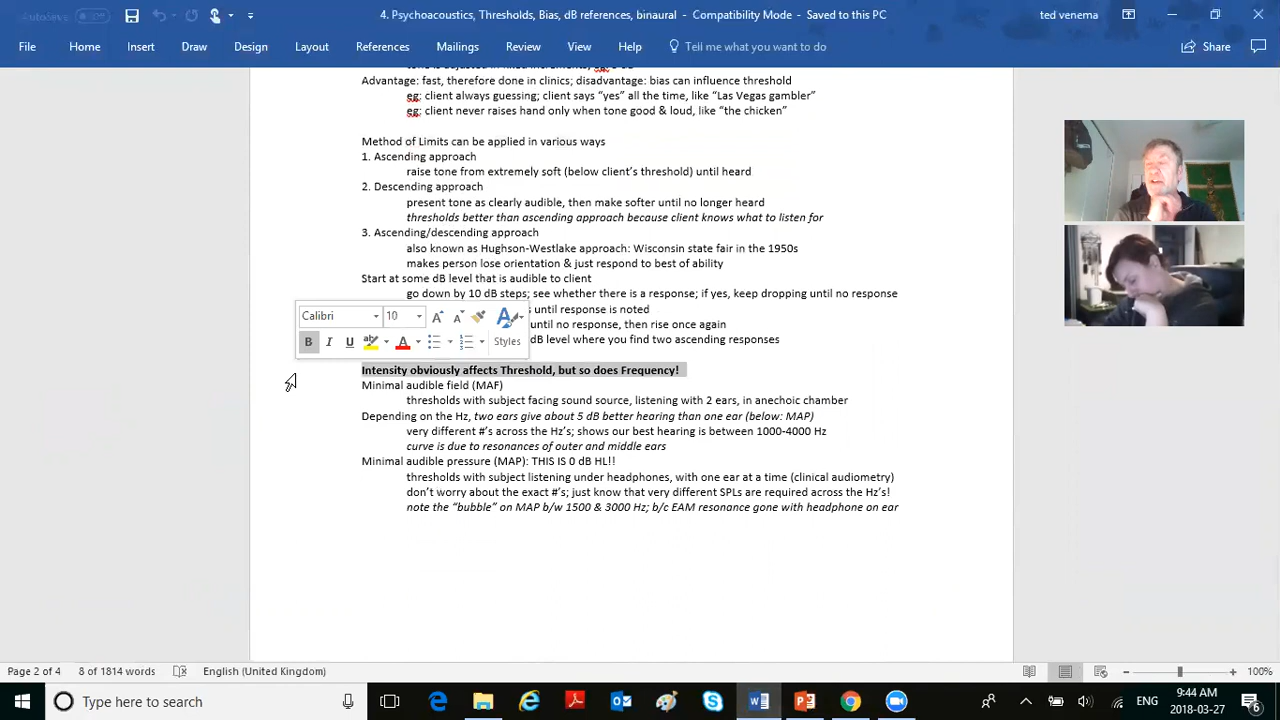 AutoSave
4. Psychoacoustics, Thresholds, Bias, dB references, binaural - Compatibility Mode - Saved to this PC
ted venema
File Home Insert Draw Design Layout References Mailings Review View Help Tell me what you want to do Share
Advantage: fast, therefore done in clinics; disadvantage: bias can influence threshold
eg: client always guessing; client says “yes” all the time, like “Las Vegas gambler”
eg: client never raises hand only when tone good & loud, like “the chicken”
Method of Limits can be applied in various ways
1. Ascending approach
raise tone from extremely soft (below client’s threshold) until heard
2. Descending approach
present tone as clearly audible, then make softer until no longer heard
thresholds better than ascending approach because client knows what to listen for
3. Ascending/descending approach
also known as Hughson-Westlake approach: Wisconsin state fair in the 1950s
makes person lose orientation & just respond to best of ability
Start at some dB level that is audible to client
go down by 10 dB steps; see whether there is a response; if yes, keep dropping until no response
until response is noted
until no response, then rise once again
dB level where you find two ascending responses
Calibri 10
B I U A Styles
Intensity obviously affects Threshold, but so does Frequency!
Minimal audible field (MAF)
thresholds with subject facing sound source, listening with 2 ears, in anechoic chamber
Depending on the Hz, two ears give about 5 dB better hearing than one ear (below: MAP)
very different #’s across the Hz’s; shows our best hearing is between 1000-4000 Hz
curve is due to resonances of outer and middle ears
Minimal audible pressure (MAP): THIS IS 0 dB HL!!
thresholds with subject listening under headphones, with one ear at a time (clinical audiometry)
don’t worry about the exact #’s; just know that very different SPLs are required across the Hz’s!
note the “bubble” on MAP b/w 1500 & 3000 Hz; b/c EAM resonance gone with headphone on ear
Page 2 of 4 8 of 1814 words English (United Kingdom) 100%
Type here to search
ENG
9:44 AM
2018-03-27
6